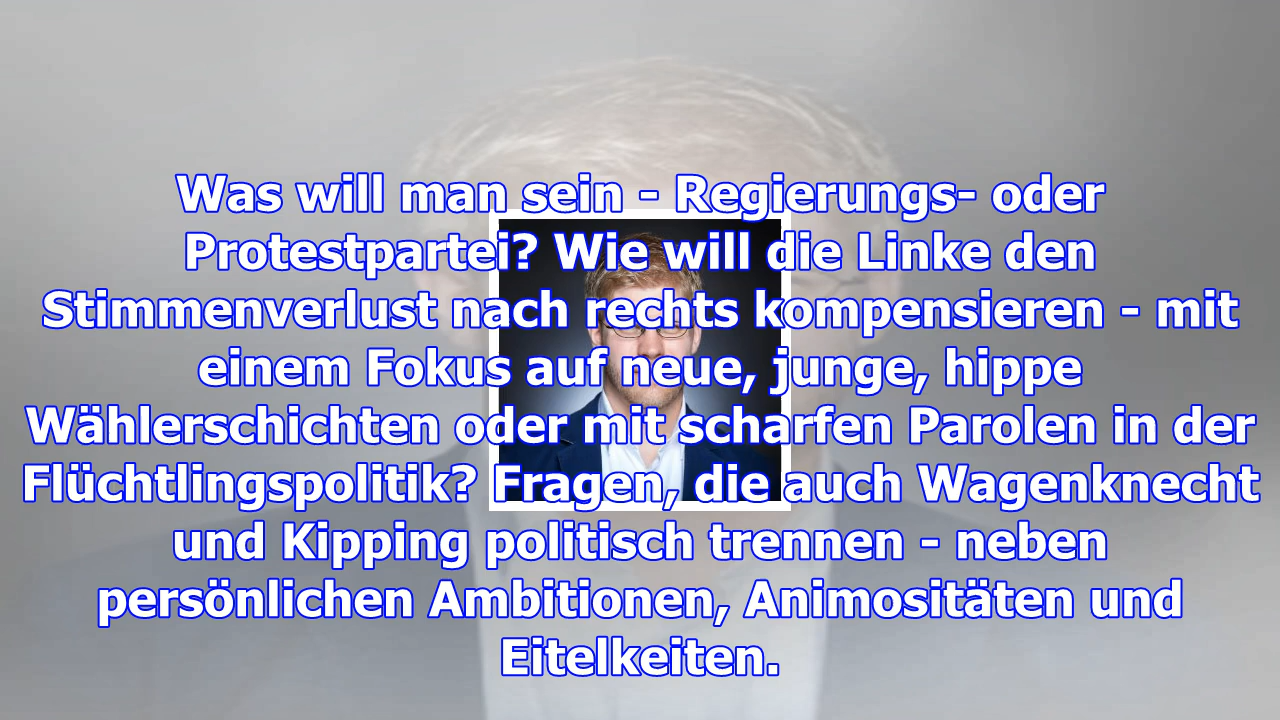 Was will man sein - Regierungs- oder
Protestpartei? Wie will die Linke den
Stimmenverlust nach rechts kompensieren - mit
einem Fokus auf neue, junge, hippe
Wählerschichten oder mit scharfen Parolen in der
Flüchtlingspolitik? Fragen, die auch Wagenknecht
und Kipping politisch trennen - neben
persönlichen Ambitionen, Animositäten und
Eitelkeiten.